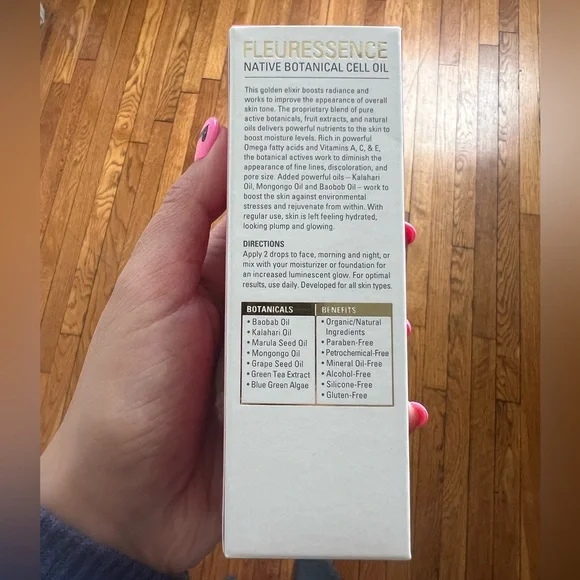 FLEURESSENCE
NATIVE BOTANICAL CELL OIL
This golden elixir boosts radiance and
works to improve the appearance of overall
skin tone. The proprietary blend of pure
active botanicals, fruit extracts, and natural
oils delivers powerful nutrients to the skin to
boost moisture levels. Rich in powerful
Omega fatty acids and Vitamins A, C, & E,
the botanical actives work to diminish the
appearance of fine lines, discoloration, and
pore size. Added powerful oils – Kalahari
Oil, Mongongo Oil and Baobab Oil – work to
boost the skin against environmental
stresses and rejuvenate from within. With
regular use, skin is left feeling hydrated,
looking plump and glowing.
DIRECTIONS
Apply 2 drops to face, morning and night, or
mix with your moisturizer or foundation for
an increased luminescent glow. For optimal
results, use daily. Developed for all skin types.
BOTANICALS
• Baobab Oil
• Kalahari Oil
• Marula Seed Oil
• Mongongo Oil
• Grape Seed Oil
• Green Tea Extract
• Blue Green Algae
BENEFITS
• Organic/Natural
Ingredients
• Paraben-Free
• Petrochemical-Free
• Mineral Oil-Free
• Alcohol-Free
• Silicone-Free
• Gluten-Free